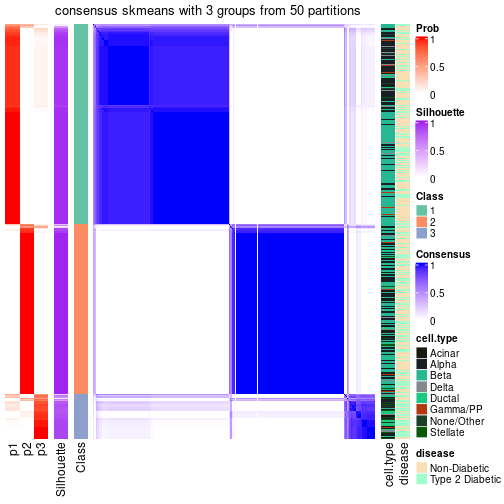 consensus skmeans with 3 groups from 50 partitions
Prob
1
0.5
0
Silhouette
1
0.5
0
Class
1
2
3
Consensus
1
0.5
0
cell.type
Acinar
Alpha
Beta
Delta
Ductal
Gamma/PP
None/Other
Stellate
disease
Non-Diabetic
Type 2 Diabetic
p1
p2
p3
Silhouette
Class
cell.type
disease